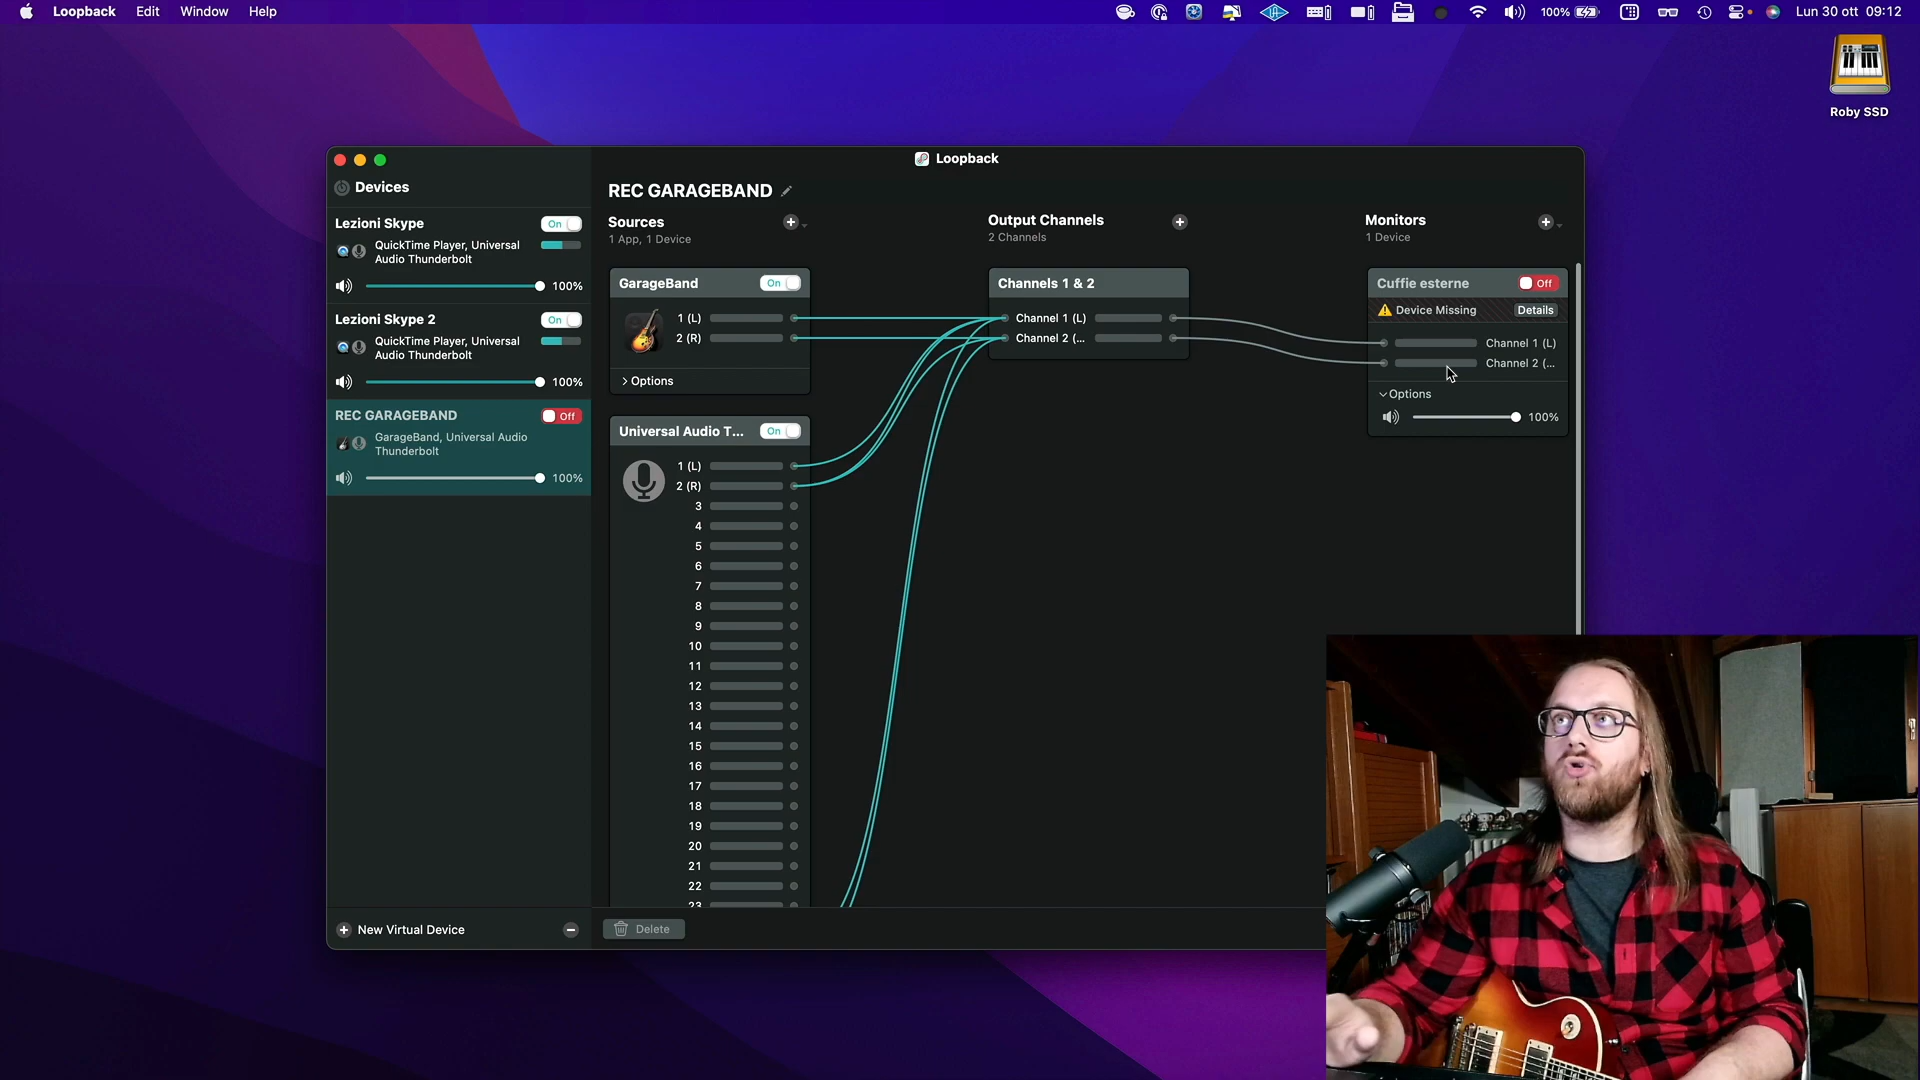 Loopback Edit Window Help
100% Lun 30 ott 09:12
Roby SSD
Loopback
Devices
Lezioni Skype On
QuickTime Player, Universal
Audio Thunderbolt
100%
Lezioni Skype 2 On
QuickTime Player, Universal
Audio Thunderbolt
100%
REC GARAGEBAND Off
GarageBand, Universal Audio
Thunderbolt
100%
New Virtual Device
REC GARAGEBAND
Sources
1 App, 1 Device
GarageBand On
1 (L)
2 (R)
Options
Universal Audio T... On
1 (L)
2 (R)
3
4
5
6
7
8
9
10
11
12
13
14
15
16
17
18
19
20
21
22
23
Delete
Output Channels
2 Channels
Channels 1 & 2
Channel 1 (L)
Channel 2 (...
Monitors
1 Device
Cuffie esterne Off
Device Missing Details
Channel 1 (L)
Channel 2 (...
Options
100%